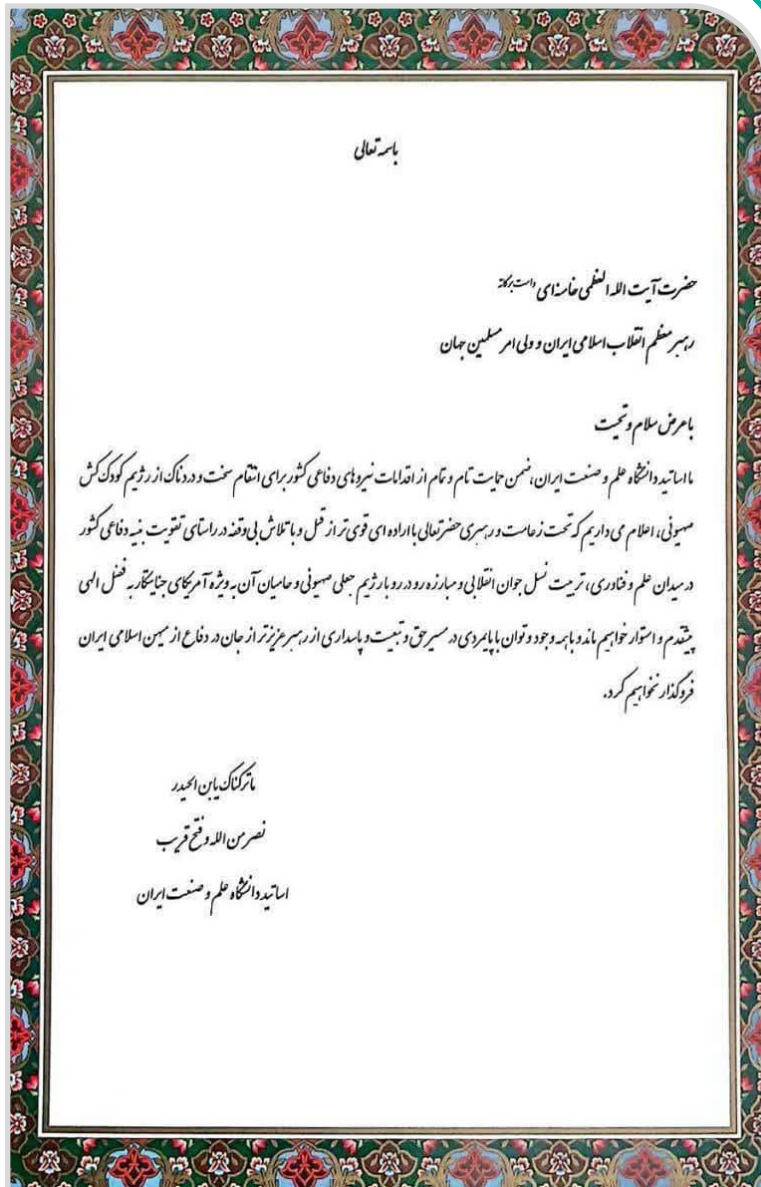 باسمه تعالی
حضرت آیت الله العظمی خامنه‌ای دامت برکاته
رهبر معظم انقلاب اسلامی ایران و ولی امر مسلمین جهان
با عرض سلام و تحیت
ما اساتید دانشگاه علم و صنعت ایران، ضمن حمایت تام و تمام از اقدامات نیروهای دفاعی کشور برای انتقام سخت و دردناک از رژیم کودک کش
صهیونی، اعلام می داریم که تحت زعامت و رهبری حضرتعالی با اراده ای قوی تر از قبل و با تلاش بی وقفه در راستای تقویت بنیه دفاعی کشور
در میدان علم و فناوری، تربیت نسل جوان انقلابی و مبارزه رو در رو با رژیم جعلی صهیونی و حامیان آن به ویژه آمریکای جنایتکار به فضل الهی
پیشقدم و استوار خواهیم ماند و با همه وجود و توان با پایمردی در مسیر حق و تبعیت و پاسداری از رهبر عزیزتر از جان در دفاع از میهن اسلامی ایران
فروگذار نخواهیم کرد.
ماترکناک یابن الحیدر
نصر من الله و فتح قریب
اساتید دانشگاه علم و صنعت ایران